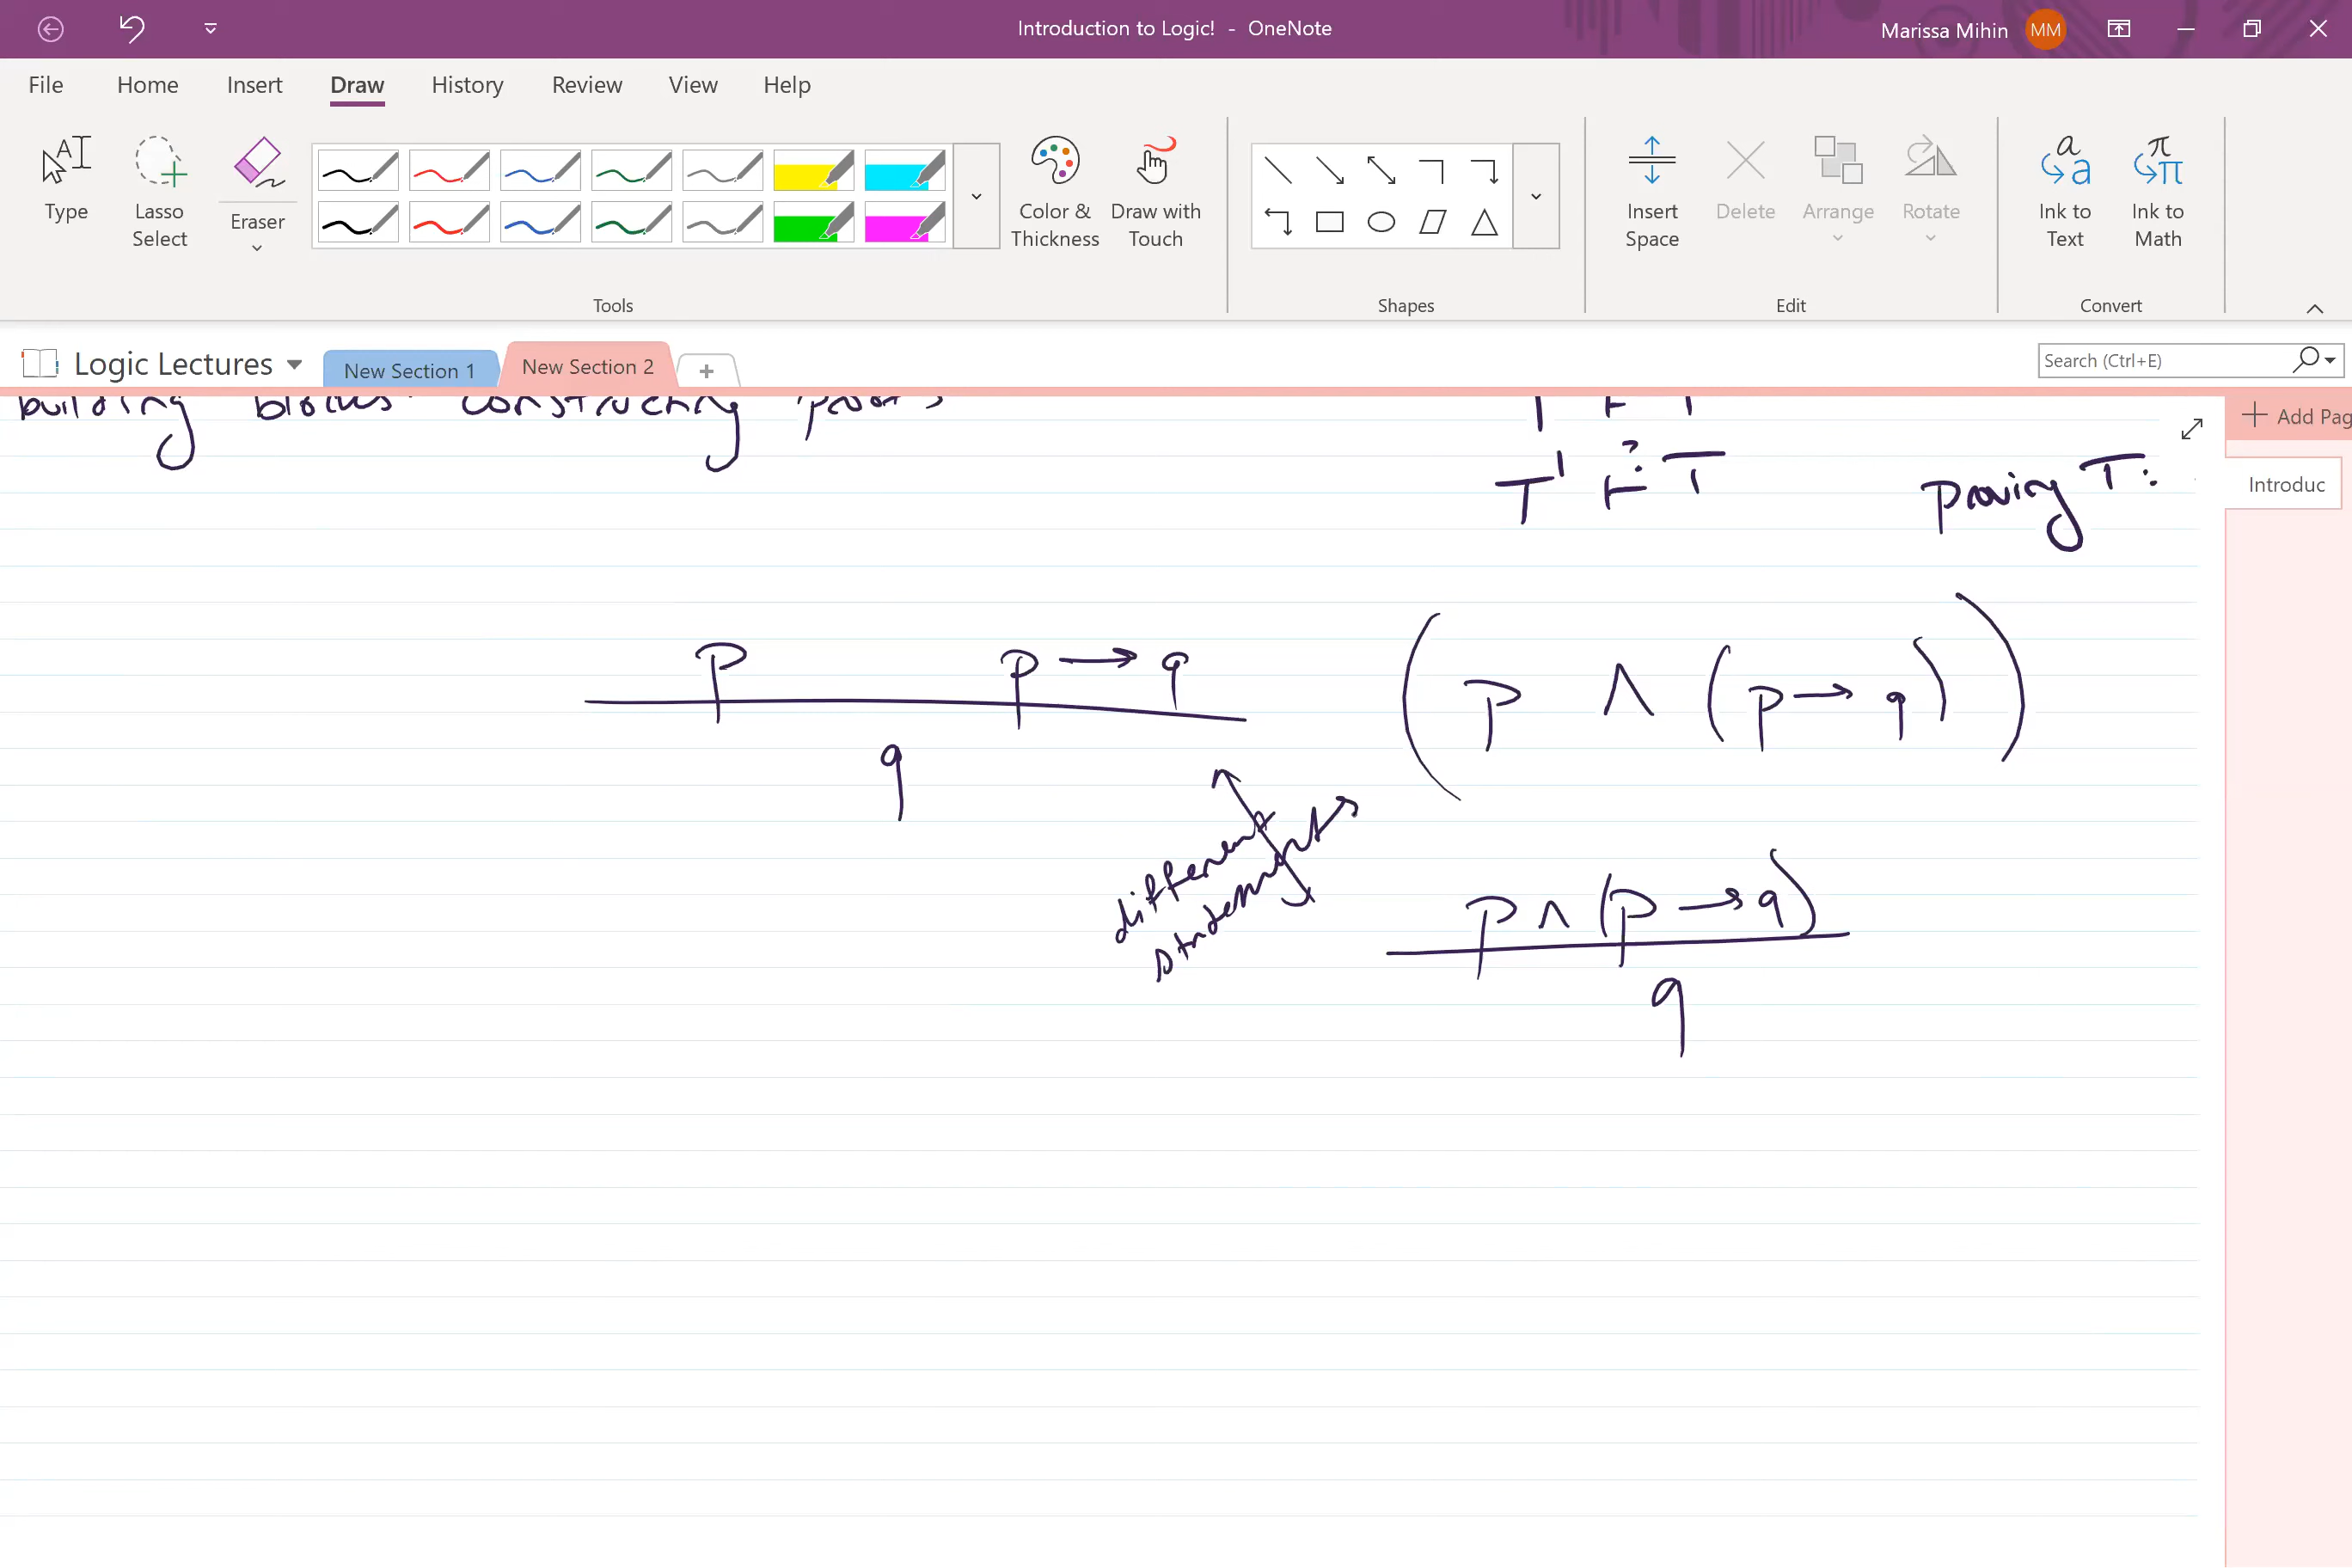 Introduction to Logic! - OneNote
Marissa Mihin MM
File Home Insert Draw History Review View Help
Type
Lasso Select
Eraser
Color & Thickness
Draw with Touch
Insert Space
Delete
Arrange
Rotate
Ink to Text
Ink to Math
Tools
Shapes
Edit
Convert
Logic Lectures
New Section 1
New Section 2
Search (Ctrl+E)
Add Pag
Introduc
building blocks constructing
T ⊢ T
T' ⊢? T
proving T:
p p → q
q
(p ∧ (p → q))
different
p ∧ (p → q)
q